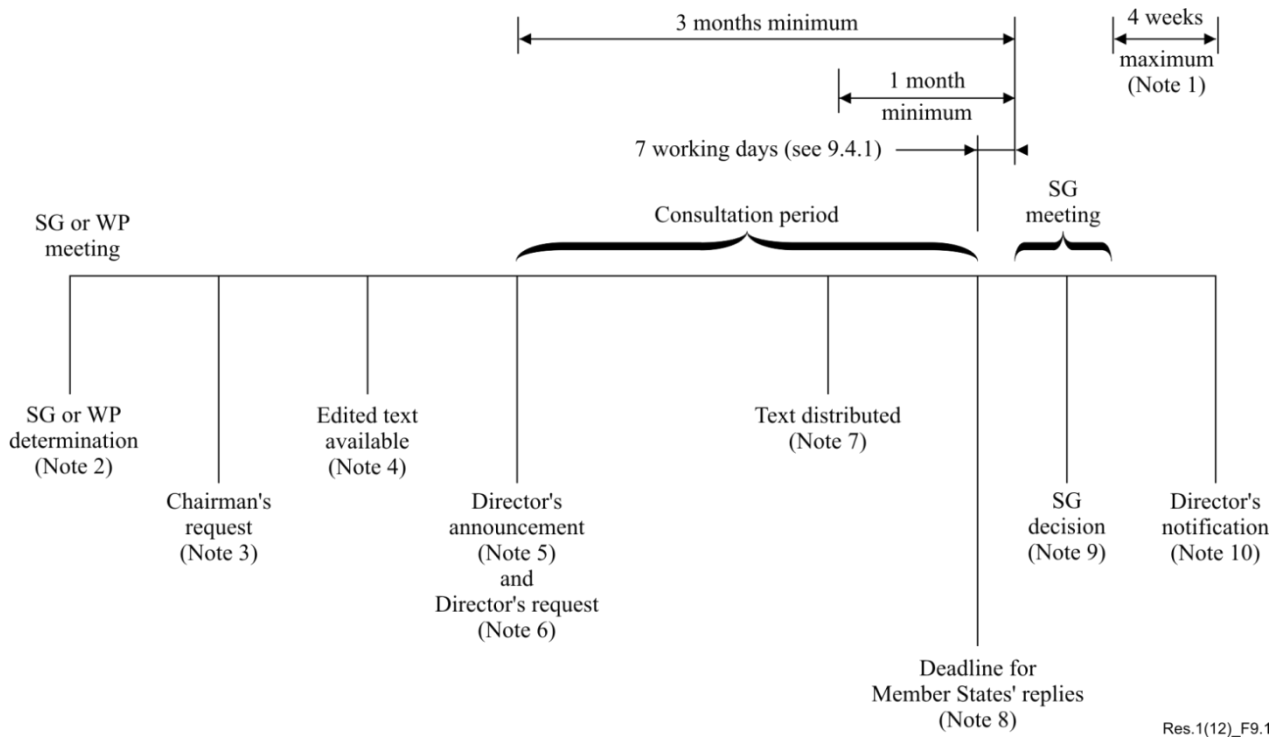 3 months minimum
4 weeks
maximum
(Note 1)
1 month
minimum
7 working days (see 9.4.1)
SG or WP
meeting
Consultation period
SG
meeting
SG or WP
determination
(Note 2)
Chairman's
request
(Note 3)
Edited text
available
(Note 4)
Director's
announcement
(Note 5)
and
Director's request
(Note 6)
Text distributed
(Note 7)
Deadline for
Member States' replies
(Note 8)
SG
decision
(Note 9)
Director's
notification
(Note 10)
Res.1(12)_F9.1